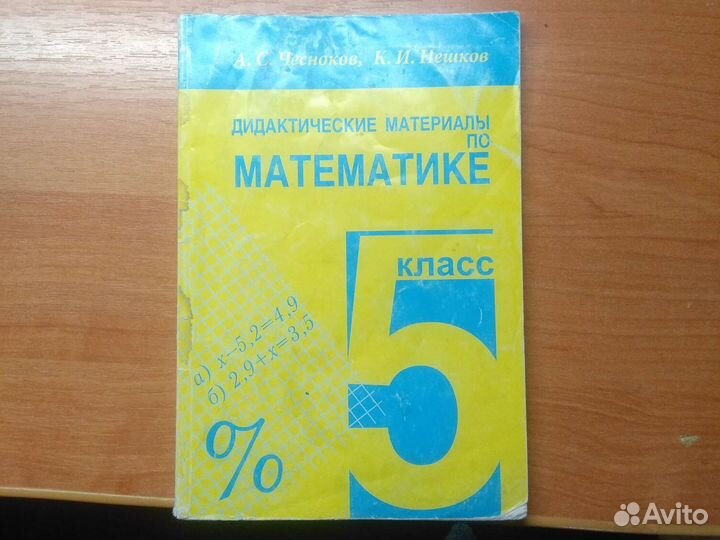 А. С. Чесноков, К. И. Нешков
ДИДАКТИЧЕСКИЕ МАТЕРИАЛЫ
ПО
МАТЕМАТИКЕ
5
класс
а) x−5,2=4,9
б) 2,9+x=3,5
%
Avito